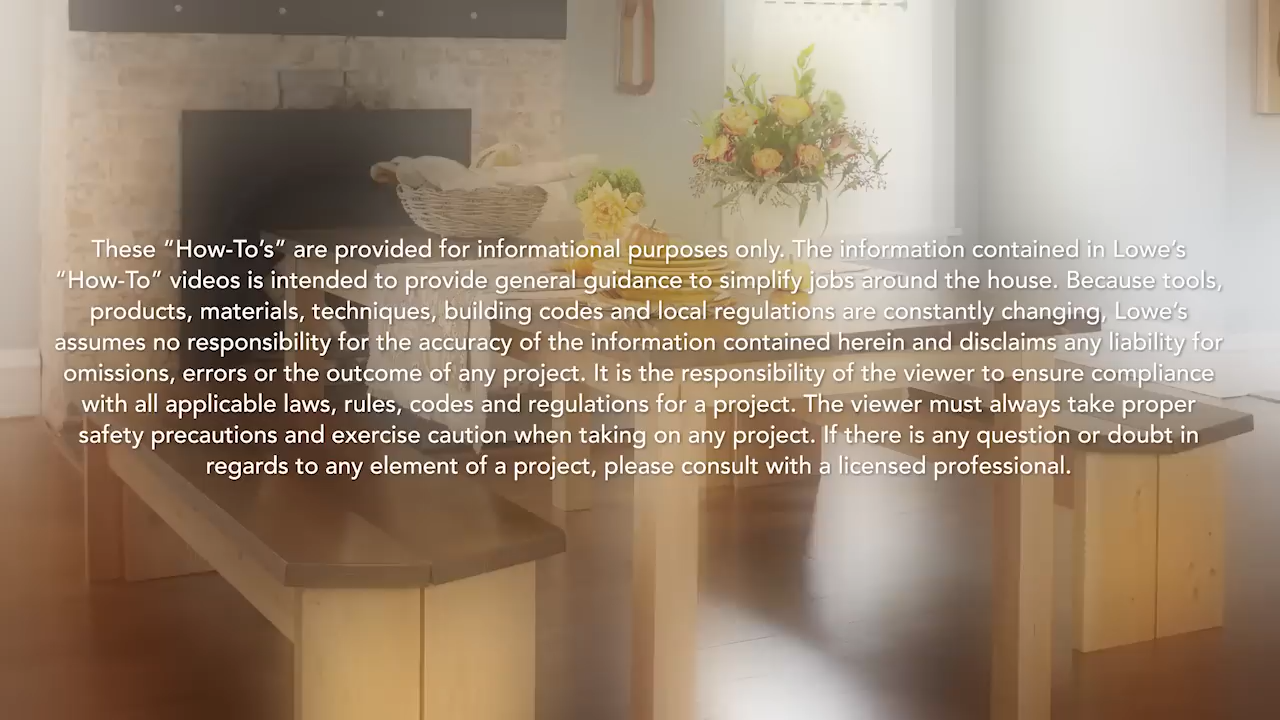 These “How-To’s” are provided for informational purposes only. The information contained in Lowe’s
“How-To” videos is intended to provide general guidance to simplify jobs around the house. Because tools,
products, materials, techniques, building codes and local regulations are constantly changing, Lowe’s
assumes no responsibility for the accuracy of the information contained herein and disclaims any liability for
omissions, errors or the outcome of any project. It is the responsibility of the viewer to ensure compliance
with all applicable laws, rules, codes and regulations for a project. The viewer must always take proper
safety precautions and exercise caution when taking on any project. If there is any question or doubt in
regards to any element of a project, please consult with a licensed professional.